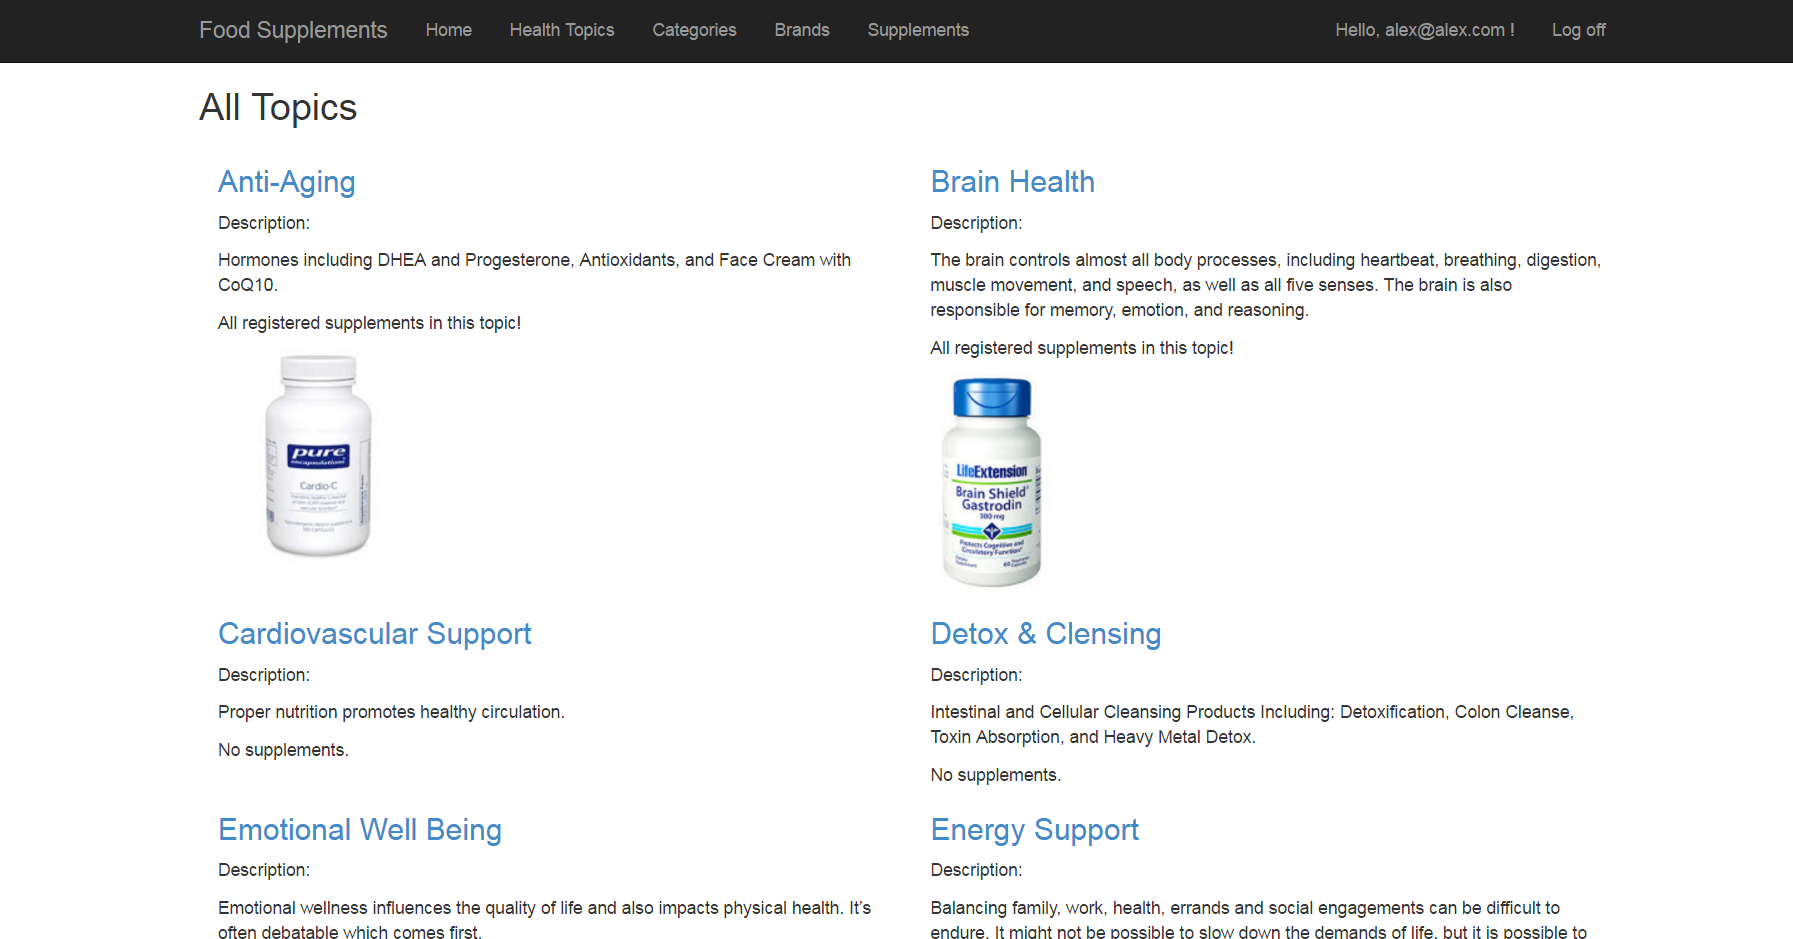 Food Supplements Home Health Topics Categories Brands Supplements Hello, alex@alex.com ! Log off
All Topics
Anti-Aging
Description:
Hormones including DHEA and Progesterone, Antioxidants, and Face Cream with
CoQ10.
All registered supplements in this topic!
pure
encapsulations
Cardio-C
Brain Health
Description:
The brain controls almost all body processes, including heartbeat, breathing, digestion,
muscle movement, and speech, as well as all five senses. The brain is also
responsible for memory, emotion, and reasoning.
All registered supplements in this topic!
LifeExtension
Brain Shield®
Gastrodin
300 mg
Protects Cognitive and
Circulatory Function*
Cardiovascular Support
Description:
Proper nutrition promotes healthy circulation.
No supplements.
Detox & Clensing
Description:
Intestinal and Cellular Cleansing Products Including: Detoxification, Colon Cleanse,
Toxin Absorption, and Heavy Metal Detox.
No supplements.
Emotional Well Being
Description:
Emotional wellness influences the quality of life and also impacts physical health. It’s
often debatable which comes first.
Energy Support
Description:
Balancing family, work, health, errands and social engagements can be difficult to
endure. It might not be possible to slow down the demands of life, but it is possible to